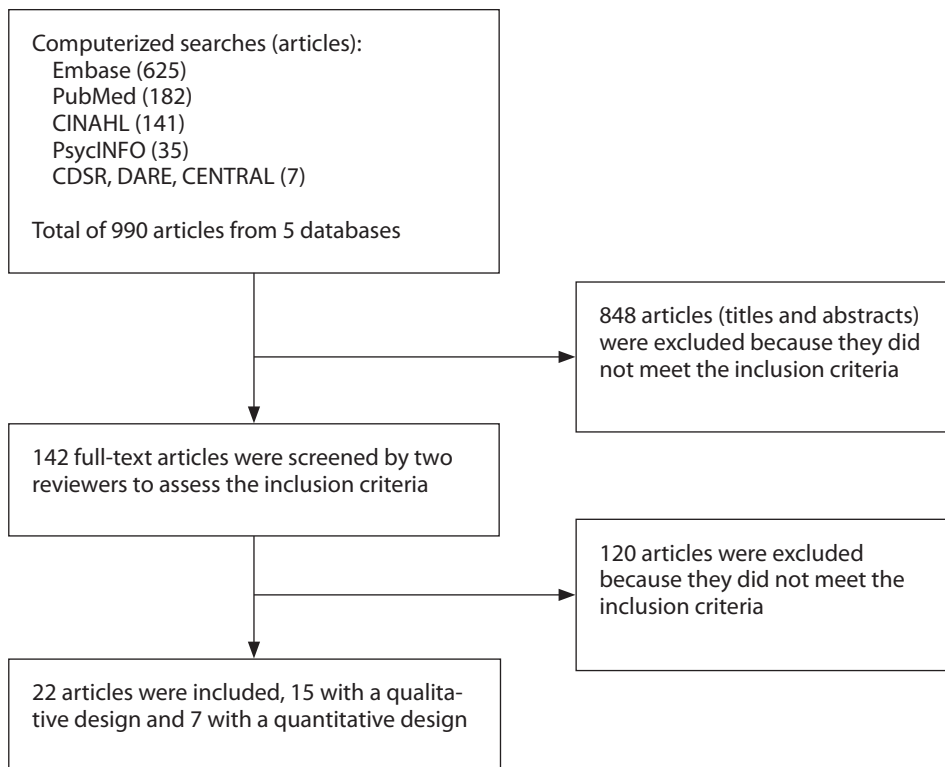 Computerized searches (articles):
Embase (625)
PubMed (182)
CINAHL (141)
PsycINFO (35)
CDSR, DARE, CENTRAL (7)
Total of 990 articles from 5 databases
848 articles (titles and abstracts)
were excluded because they did
not meet the inclusion criteria
142 full-text articles were screened by two
reviewers to assess the inclusion criteria
120 articles were excluded
because they did not meet the
inclusion criteria
22 articles were included, 15 with a qualita-
tive design and 7 with a quantitative design